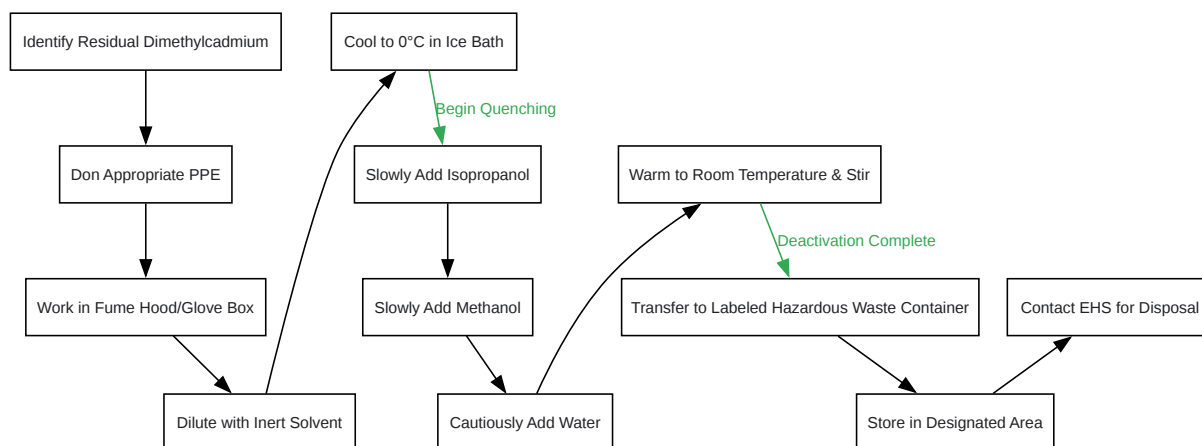 Identify Residual Dimethylcadmium
Don Appropriate PPE
Work in Fume Hood/Glove Box
Dilute with Inert Solvent
Cool to 0°C in Ice Bath
Begin Quenching
Slowly Add Isopropanol
Slowly Add Methanol
Cautiously Add Water
Warm to Room Temperature & Stir
Deactivation Complete
Transfer to Labeled Hazardous Waste Container
Store in Designated Area
Contact EHS for Disposal